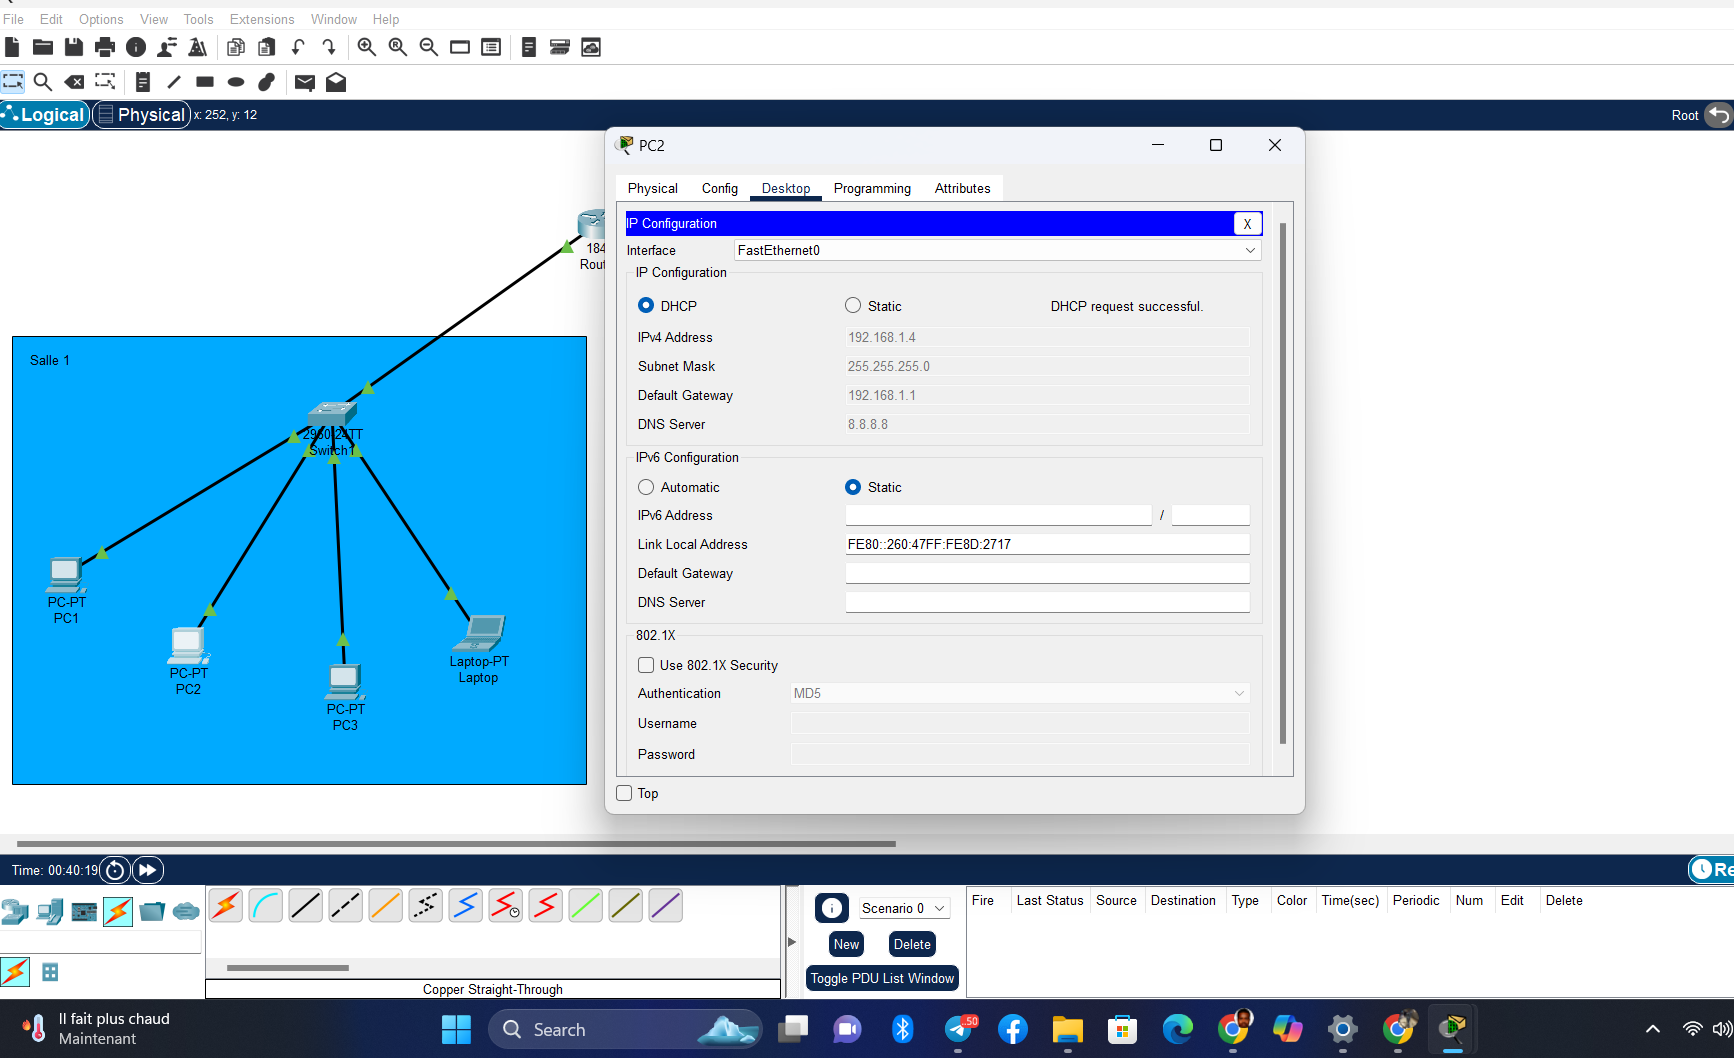 File Edit Options View Tools Extensions Window Help
Logical Physical x: 252, y: 12 Root
PC2
Physical Config Desktop Programming Attributes
IP Configuration X
Interface FastEthernet0
IP Configuration
DHCP Static DHCP request successful.
IPv4 Address 192.168.1.4
Subnet Mask 255.255.255.0
Default Gateway 192.168.1.1
DNS Server 8.8.8.8
IPv6 Configuration
Automatic Static
IPv6 Address /
Link Local Address FE80::260:47FF:FE8D:2717
Default Gateway
DNS Server
802.1X
Use 802.1X Security
Authentication MD5
Username
Password
Top
184
Rout
Salle 1
2960-24TT
Switch1
PC-PT
PC1
PC-PT
PC2
PC-PT
PC3
Laptop-PT
Laptop
Time: 00:40:19 Re
Scenario 0
New Delete
Toggle PDU List Window
Fire Last Status Source Destination Type Color Time(sec) Periodic Num Edit Delete
Copper Straight-Through
Il fait plus chaud
Maintenant
Search
50